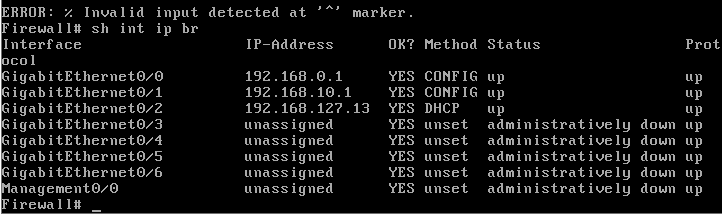 ERROR: % Invalid input detected at '^' marker.
Firewall# sh int ip br
Interface                  IP-Address      OK? Method Status                Prot
ocol
GigabitEthernet0/0         192.168.0.1     YES CONFIG up                    up
GigabitEthernet0/1         192.168.10.1    YES CONFIG up                    up
GigabitEthernet0/2         192.168.127.13  YES DHCP   up                    up
GigabitEthernet0/3         unassigned      YES unset  administratively down up
GigabitEthernet0/4         unassigned      YES unset  administratively down up
GigabitEthernet0/5         unassigned      YES unset  administratively down up
GigabitEthernet0/6         unassigned      YES unset  administratively down up
Management0/0              unassigned      YES unset  administratively down up
Firewall# _